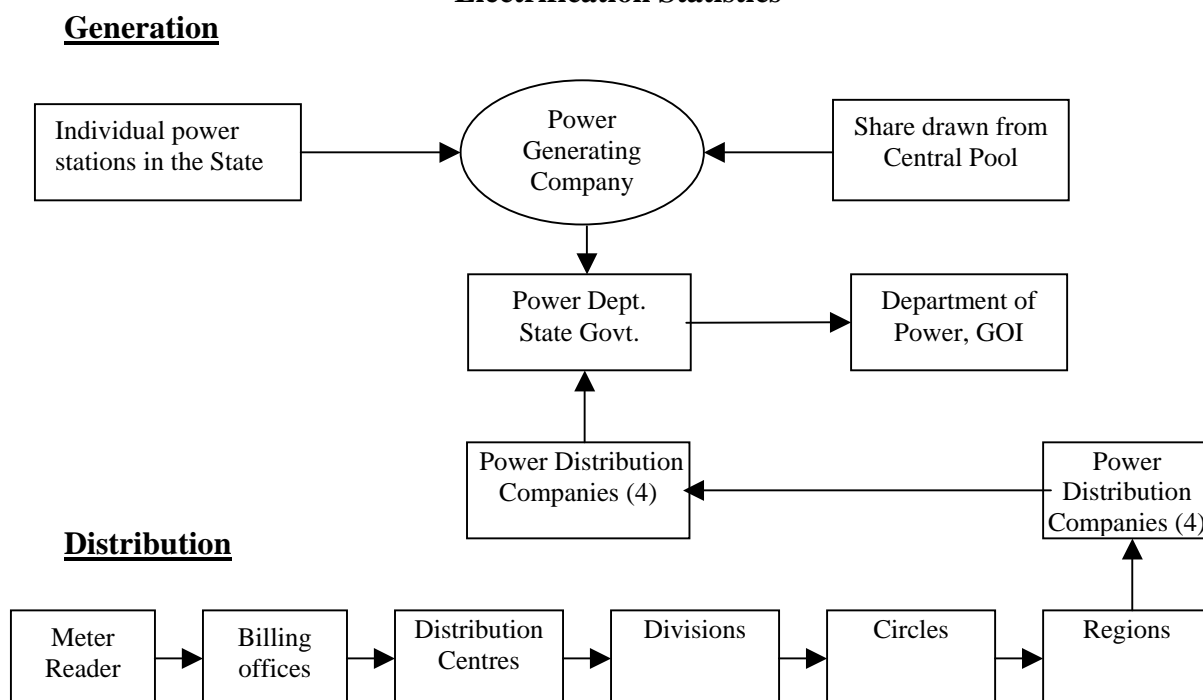 Electrification Statistics
Generation
Individual power
stations in the State
Power
Generating
Company
Share drawn from
Central Pool
Power Dept.
State Govt.
Department of
Power, GOI
Power Distribution
Companies (4)
Power
Distribution
Companies (4)
Distribution
Meter
Reader
Billing
offices
Distribution
Centres
Divisions
Circles
Regions